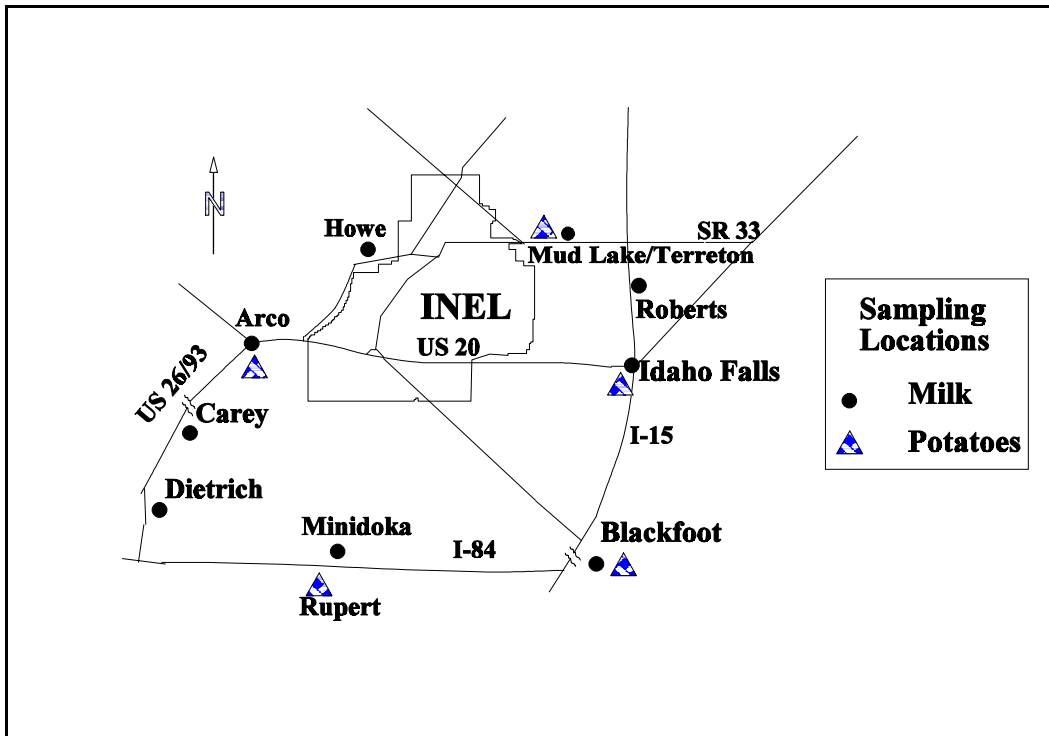 N
Howe
SR 33
Mud Lake/Terreton
Roberts
INEL
Arco
US 20
Idaho Falls
US 26/93
Carey
I-15
Dietrich
Minidoka
I-84
Blackfoot
Rupert
Sampling
Locations
Milk
Potatoes